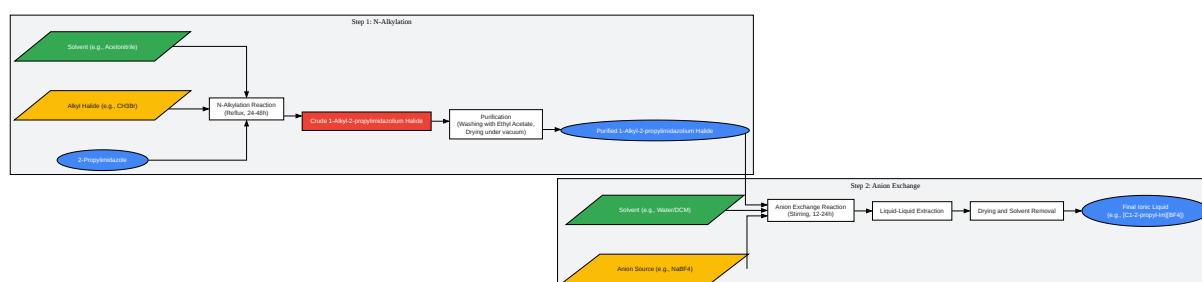 Step 1: N-Alkylation
Solvent (e.g., Acetonitrile)
Alkyl Halide (e.g., CH3Br)
2-Propylimidazole
N-Alkylation Reaction
(Reflux, 24-48h)
Crude 1-Alkyl-2-propylimidazolium Halide
Purification
(Washing with Ethyl Acetate,
Drying under vacuum)
Purified 1-Alkyl-2-propylimidazolium Halide
Step 2: Anion Exchange
Solvent (e.g., Water/DCM)
Anion Source (e.g., NaBF4)
Anion Exchange Reaction
(Stirring, 12-24h)
Liquid-Liquid Extraction
Drying and Solvent Removal
Final Ionic Liquid
(e.g., [C1-2-propyl-Im][BF4])